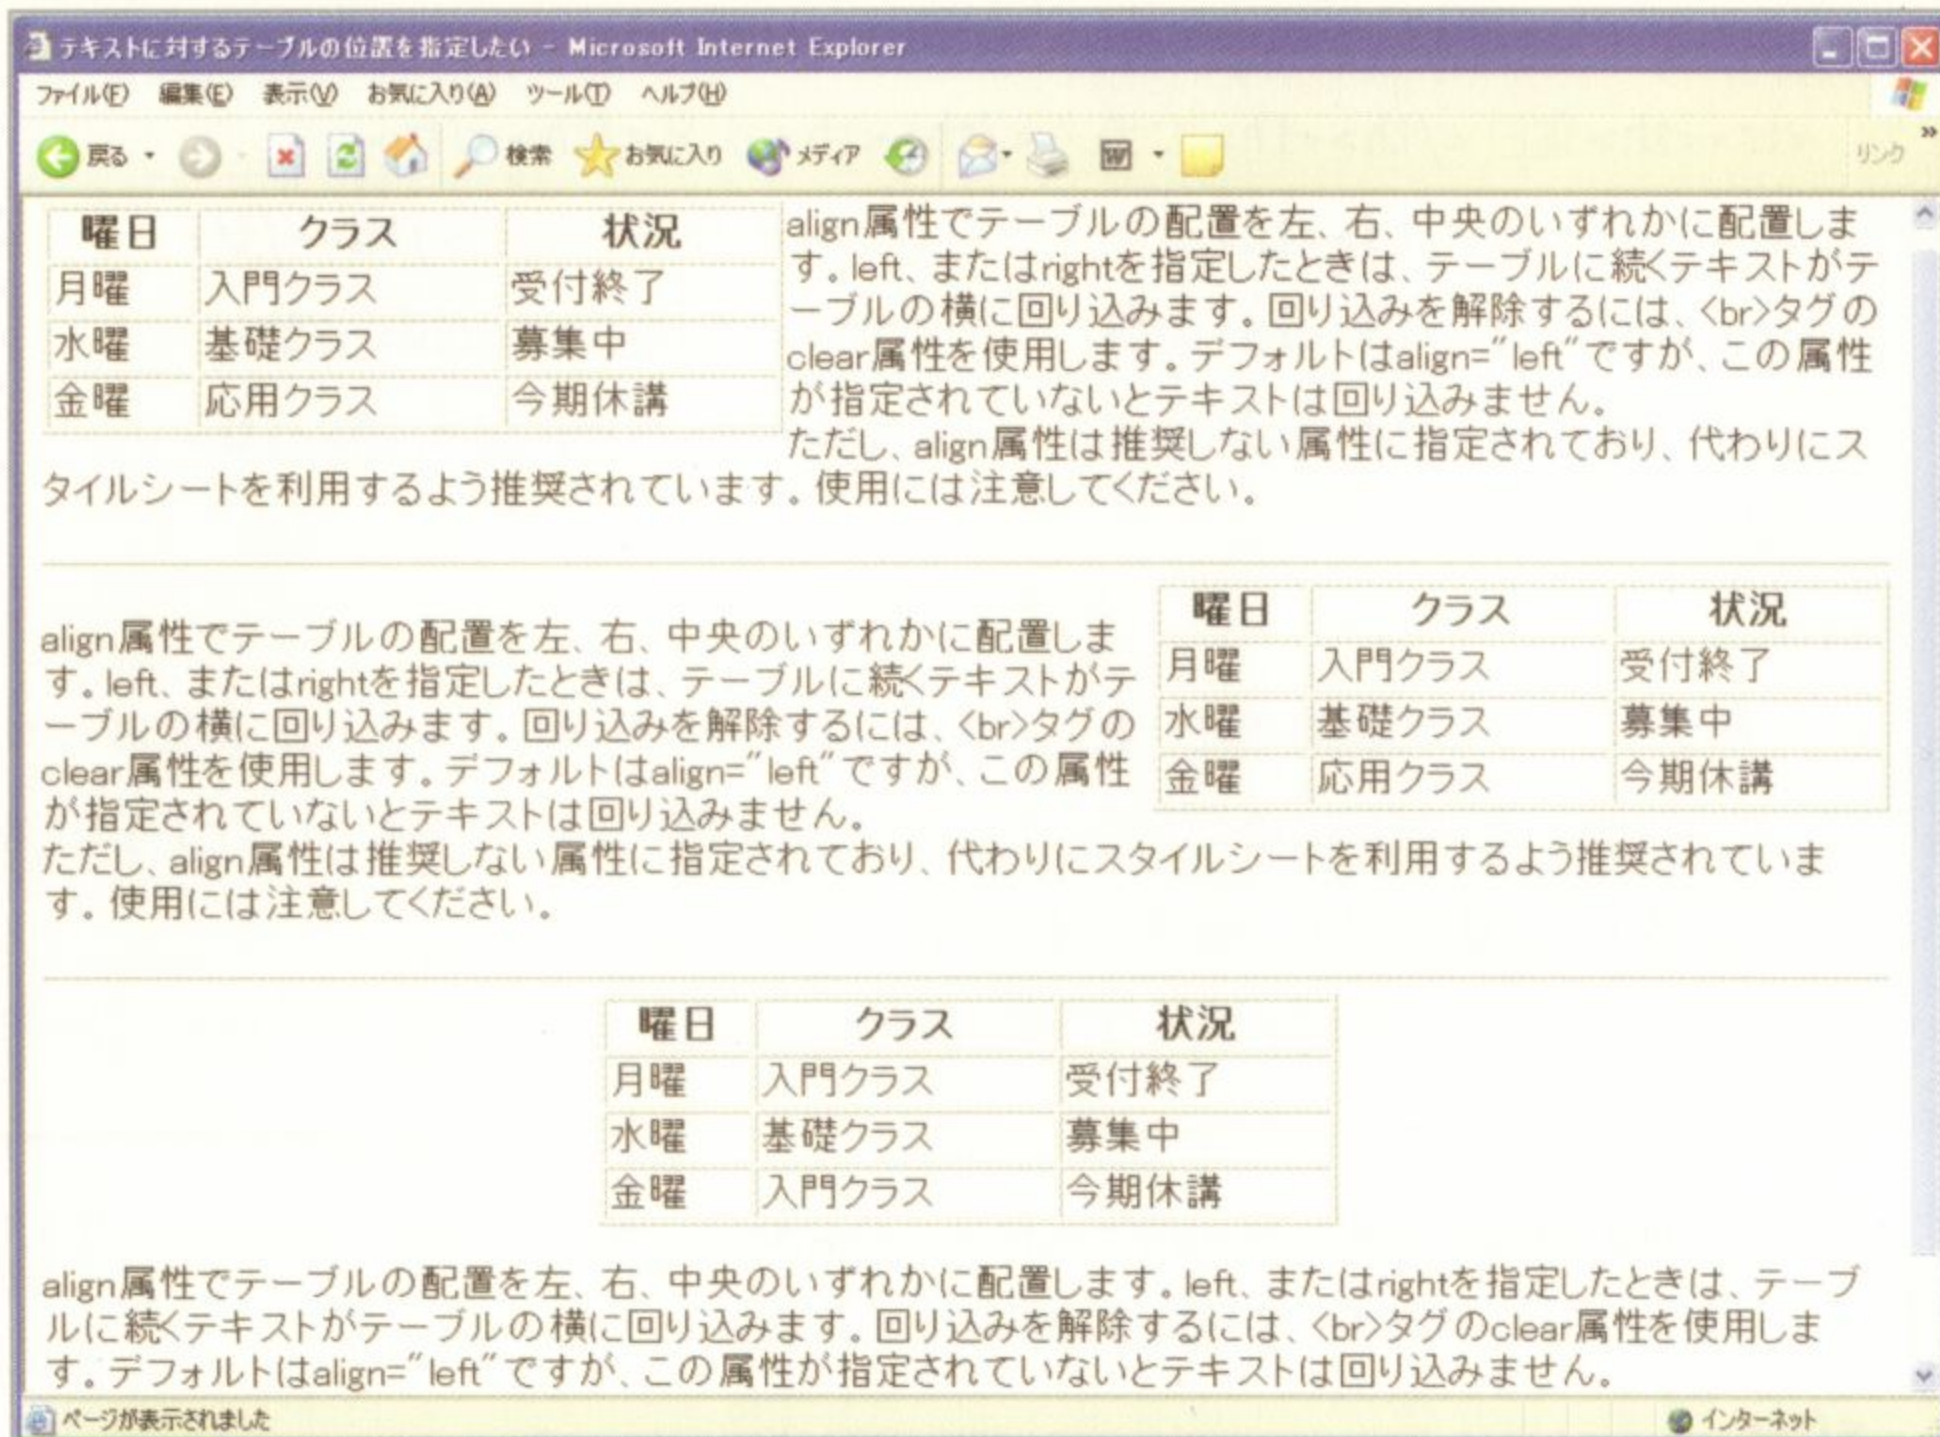 テキストに対するテーブルの位置を指定したい - Microsoft Internet Explorer
ファイル(F) 編集(E) 表示(V) お気に入り(A) ツール(T) ヘルプ(H)
戻る 検索 お気に入り メディア リンク »
曜日 クラス 状況
月曜 入門クラス 受付終了
水曜 基礎クラス 募集中
金曜 応用クラス 今期休講
align属性でテーブルの配置を左、右、中央のいずれかに配置しま
す。left、またはrightを指定したときは、テーブルに続くテキストがテ
ーブルの横に回り込みます。回り込みを解除するには、<br>タグの
clear属性を使用します。デフォルトはalign="left"ですが、この属性
が指定されていないとテキストは回り込みません。
ただし、align属性は推奨しない属性に指定されており、代わりにス
タイルシートを利用するよう推奨されています。使用には注意してください。
align属性でテーブルの配置を左、右、中央のいずれかに配置しま
す。left、またはrightを指定したときは、テーブルに続くテキストがテ
ーブルの横に回り込みます。回り込みを解除するには、<br>タグの
clear属性を使用します。デフォルトはalign="left"ですが、この属性
が指定されていないとテキストは回り込みません。
曜日 クラス 状況
月曜 入門クラス 受付終了
水曜 基礎クラス 募集中
金曜 応用クラス 今期休講
ただし、align属性は推奨しない属性に指定されており、代わりにスタイルシートを利用するよう推奨されていま
す。使用には注意してください。
曜日 クラス 状況
月曜 入門クラス 受付終了
水曜 基礎クラス 募集中
金曜 入門クラス 今期休講
align属性でテーブルの配置を左、右、中央のいずれかに配置します。left、またはrightを指定したときは、テーブ
ルに続くテキストがテーブルの横に回り込みます。回り込みを解除するには、<br>タグのclear属性を使用しま
す。デフォルトはalign="left"ですが、この属性が指定されていないとテキストは回り込みません。
ページが表示されました インターネット